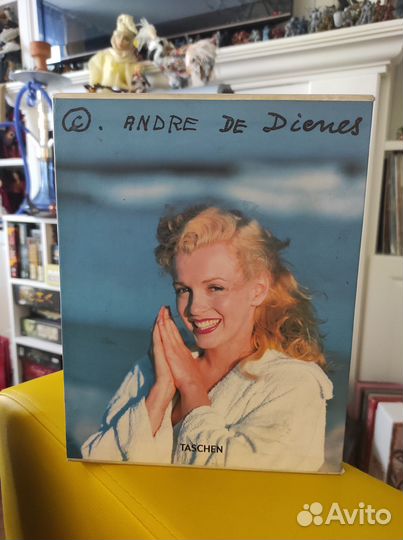 ©. ANDRE DE Dienes
TASCHEN
Avito